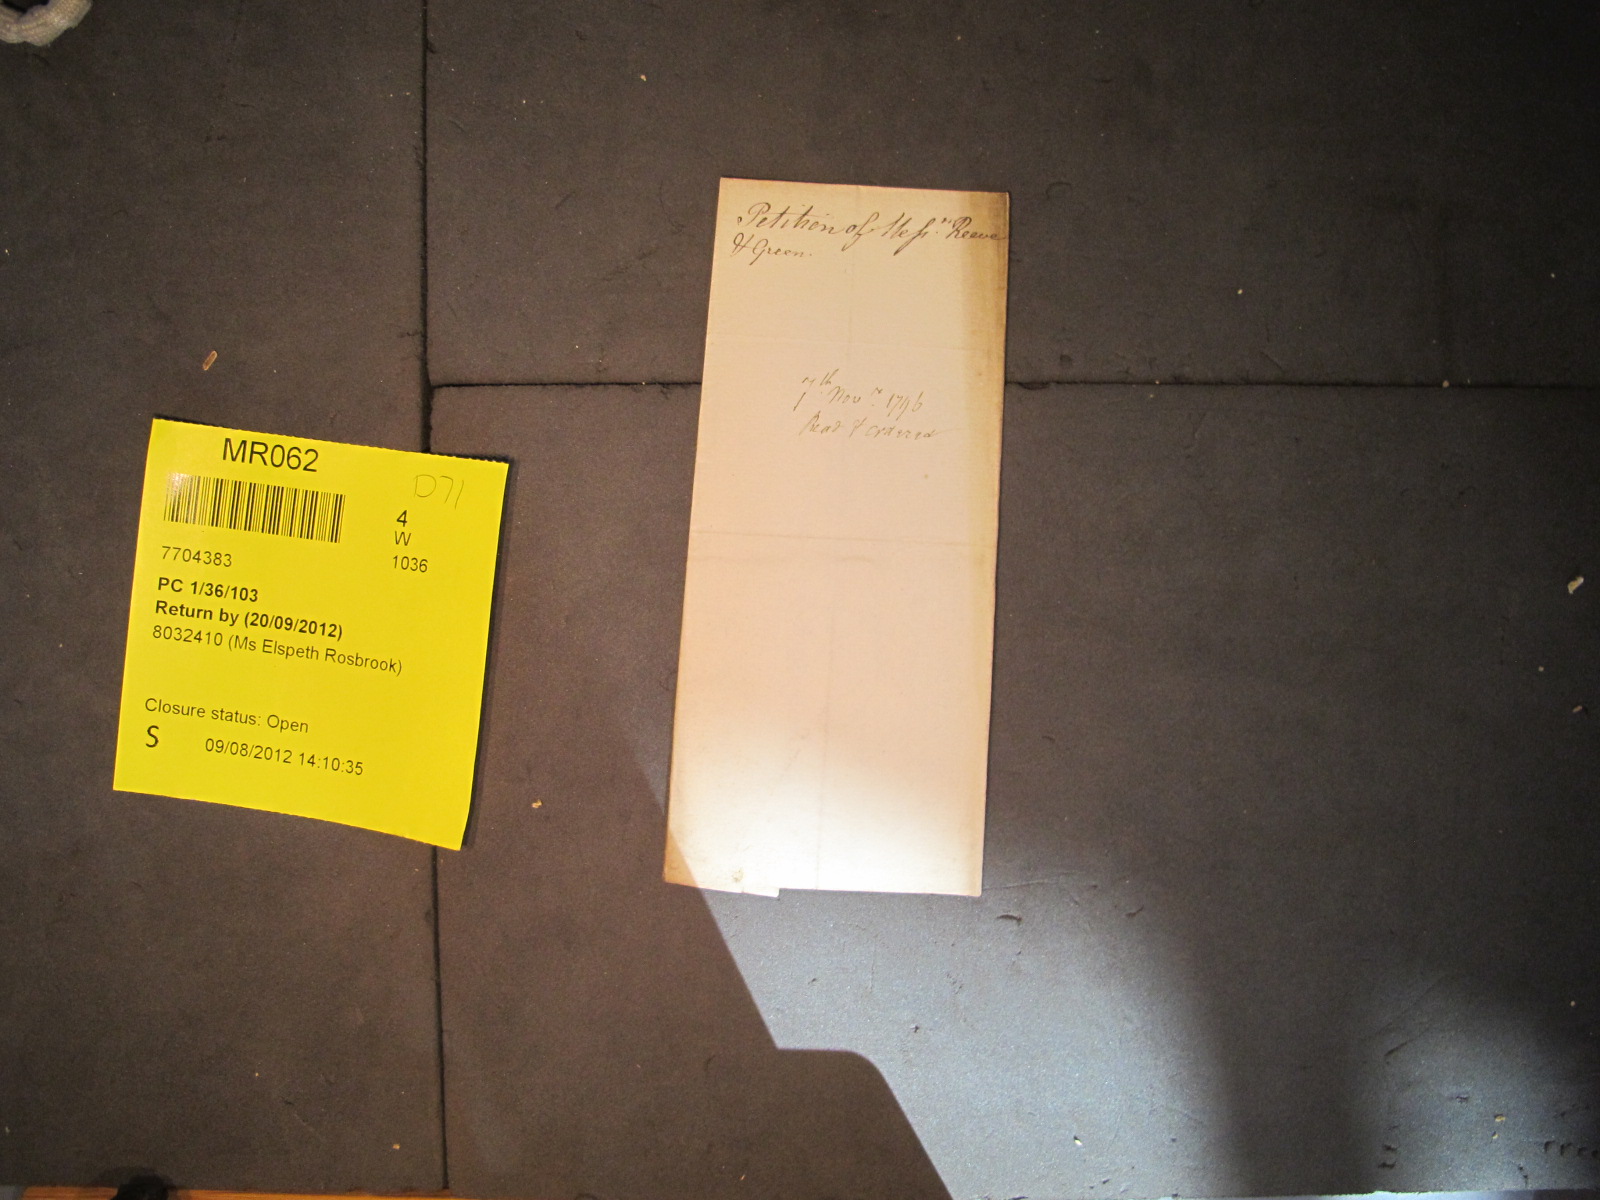 Petition of Messrs. Reeve
& Green.
7th Novr. 1796
Read & ordered
MR062
D71
4
W
1036
7704383
PC 1/36/103
Return by (20/09/2012)
8032410 (Ms Elspeth Rosbrook)
Closure status: Open
S 09/08/2012 14:10:35